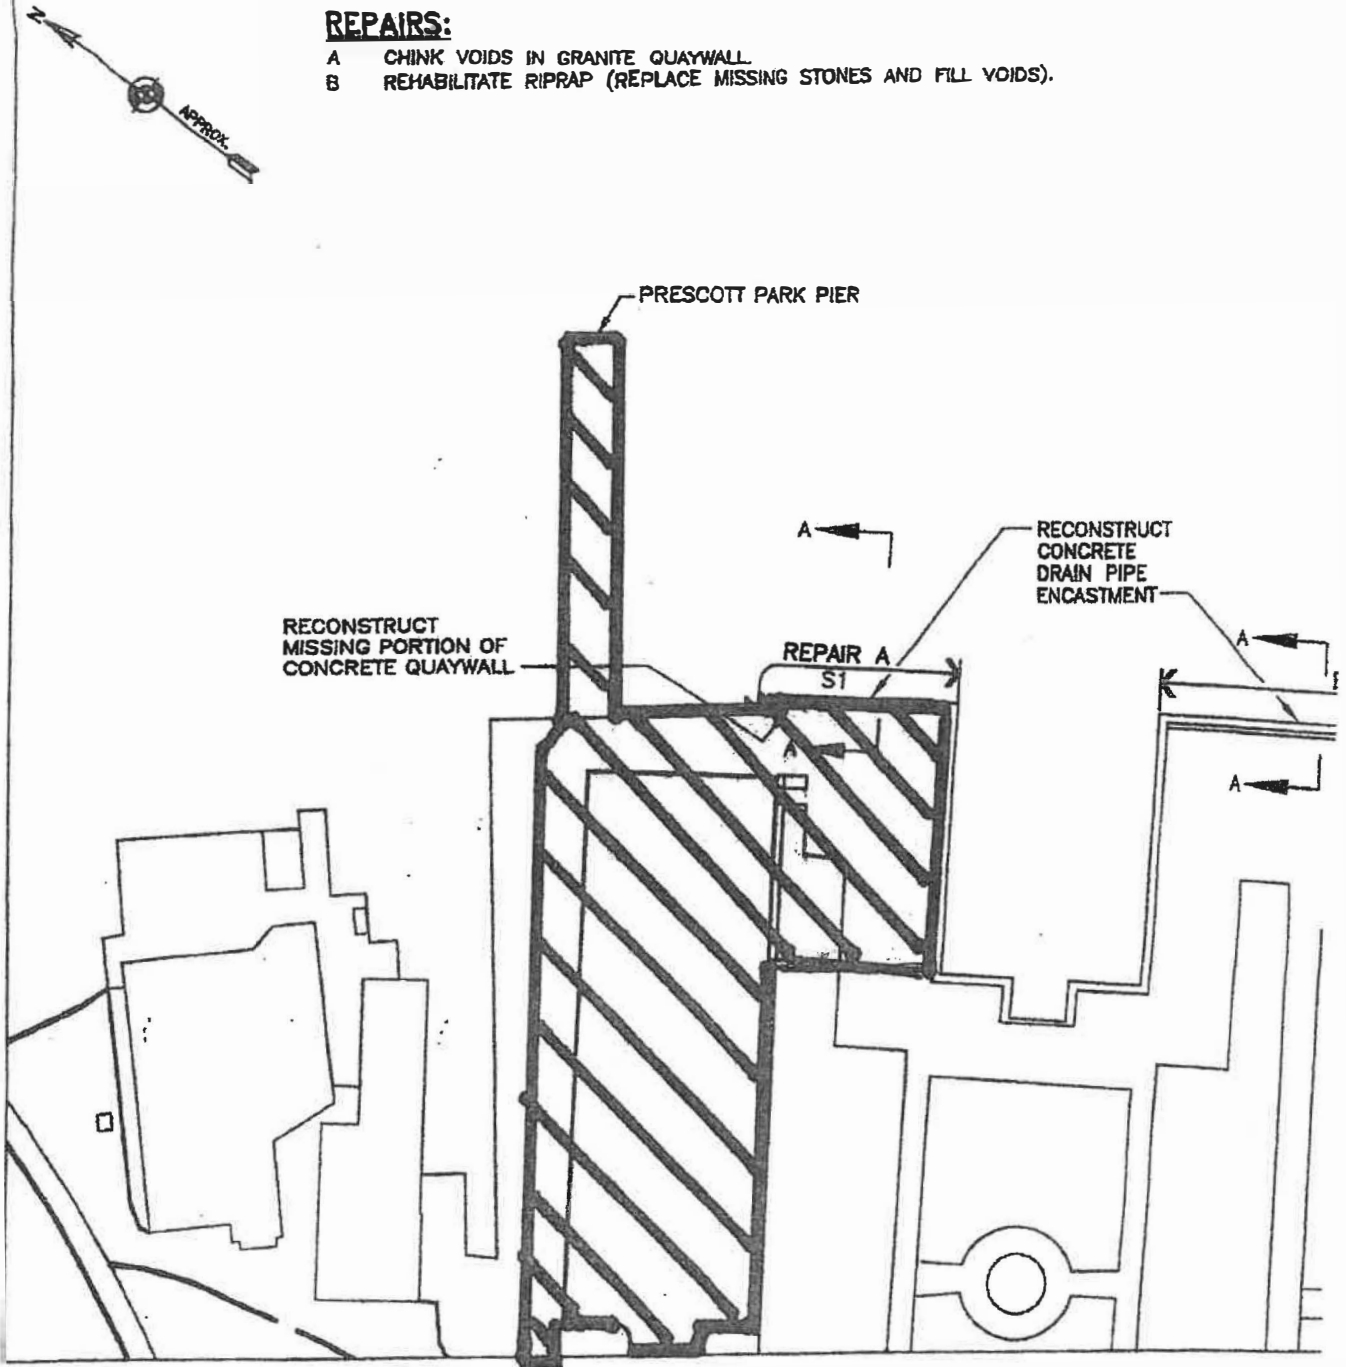 N
APPROX.
REPAIRS:
A CHINK VOIDS IN GRANITE QUAYWALL.
B REHABILITATE RIPRAP (REPLACE MISSING STONES AND FILL VOIDS).
PRESCOTT PARK PIER
A
RECONSTRUCT
CONCRETE
DRAIN PIPE
ENCASTMENT
RECONSTRUCT
MISSING PORTION OF
CONCRETE QUAYWALL
REPAIR A
S1
A
A
A